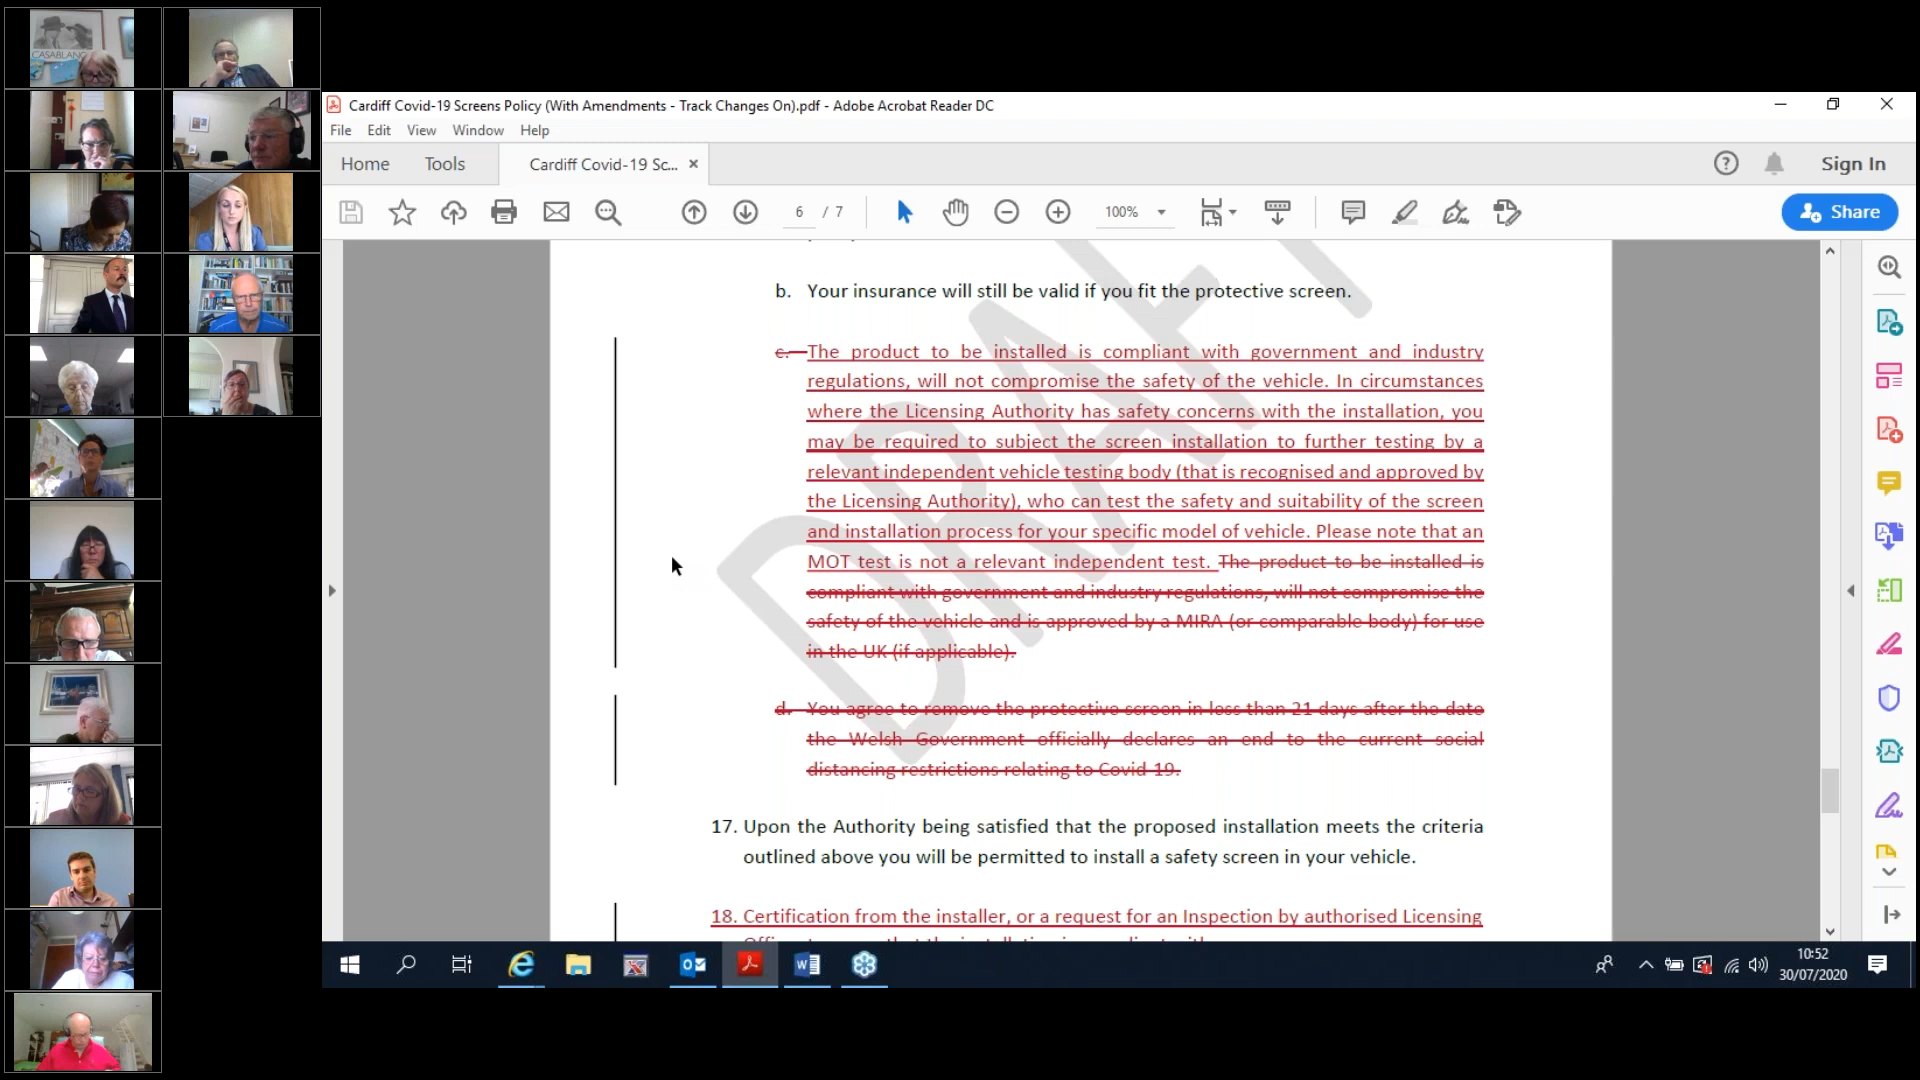 CASABLANC
Cardiff Covid-19 Screens Policy (With Amendments - Track Changes On).pdf - Adobe Acrobat Reader DC
File Edit View Window Help
Home Tools Cardiff Covid-19 Sc... × Sign In
6 / 7 100% Share
DRAFT
b. Your insurance will still be valid if you fit the protective screen.
c. The product to be installed is compliant with government and industry
regulations, will not compromise the safety of the vehicle. In circumstances
where the Licensing Authority has safety concerns with the installation, you
may be required to subject the screen installation to further testing by a
relevant independent vehicle testing body (that is recognised and approved by
the Licensing Authority), who can test the safety and suitability of the screen
and installation process for your specific model of vehicle. Please note that an
MOT test is not a relevant independent test. The product to be installed is
compliant with government and industry regulations, will not compromise the
safety of the vehicle and is approved by a MIRA (or comparable body) for use
in the UK (if applicable).
d. You agree to remove the protective screen in less than 21 days after the date
the Welsh Government officially declares an end to the current social
distancing restrictions relating to Covid-19.
17. Upon the Authority being satisfied that the proposed installation meets the criteria
outlined above you will be permitted to install a safety screen in your vehicle.
18. Certification from the installer, or a request for an Inspection by authorised Licensing
10:52
30/07/2020